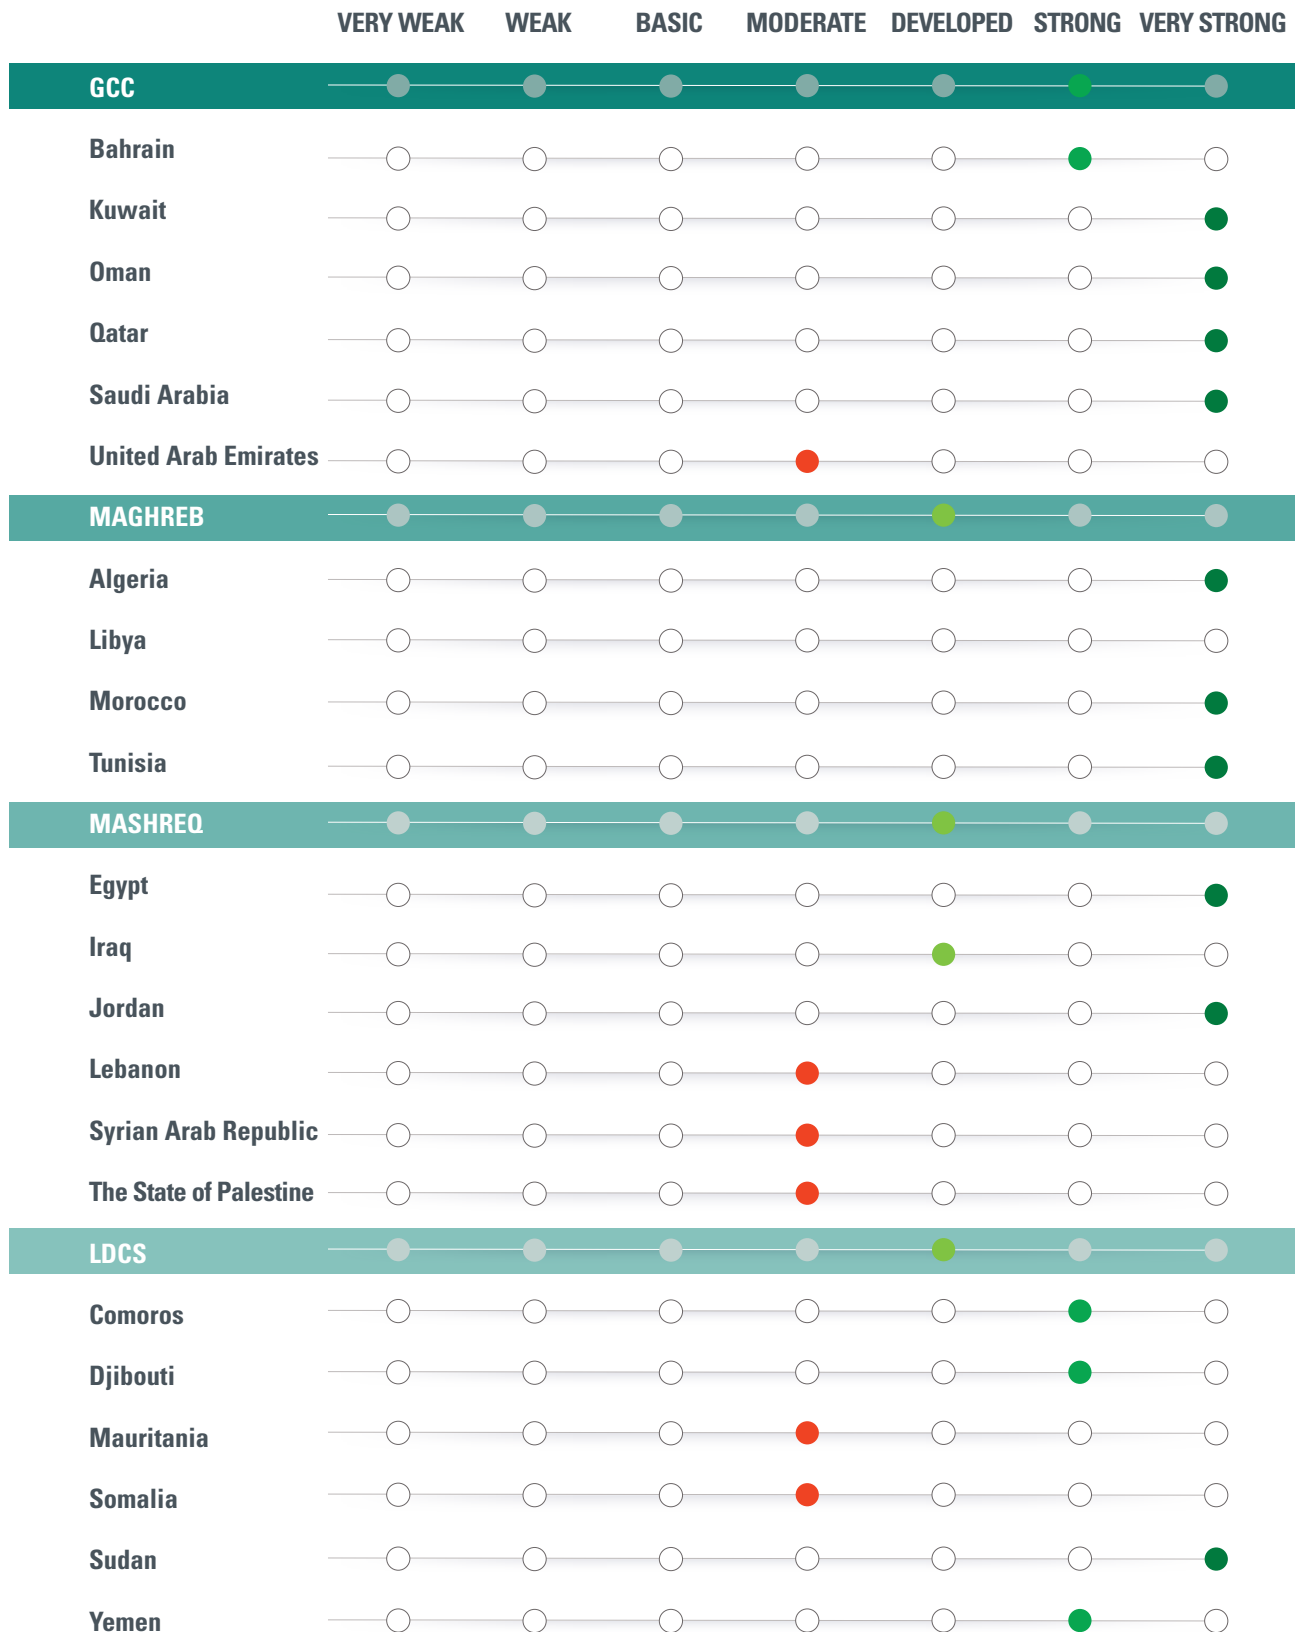 VERY WEAK WEAK BASIC MODERATE DEVELOPED STRONG VERY STRONG
GCC
Bahrain
Kuwait
Oman
Qatar
Saudi Arabia
United Arab Emirates
MAGHREB
Algeria
Libya
Morocco
Tunisia
MASHREQ
Egypt
Iraq
Jordan
Lebanon
Syrian Arab Republic
The State of Palestine
LDCS
Comoros
Djibouti
Mauritania
Somalia
Sudan
Yemen